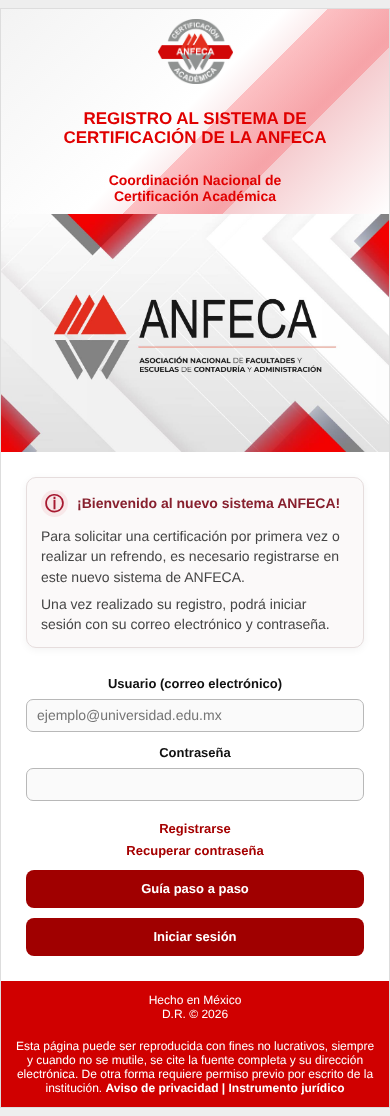 CERTIFICACIÓN
ANFECA
ACADÉMICA
REGISTRO AL SISTEMA DE
CERTIFICACIÓN DE LA ANFECA
Coordinación Nacional de
Certificación Académica
ANFECA
ASOCIACIÓN NACIONAL DE FACULTADES Y
ESCUELAS DE CONTADURÍA Y ADMINISTRACIÓN
¡Bienvenido al nuevo sistema ANFECA!
Para solicitar una certificación por primera vez o
realizar un refrendo, es necesario registrarse en
este nuevo sistema de ANFECA.
Una vez realizado su registro, podrá iniciar
sesión con su correo electrónico y contraseña.
Usuario (correo electrónico)
ejemplo@universidad.edu.mx
Contraseña
Registrarse
Recuperar contraseña
Guía paso a paso
Iniciar sesión
Hecho en México
D.R. © 2026
Esta página puede ser reproducida con fines no lucrativos, siempre
y cuando no se mutile, se cite la fuente completa y su dirección
electrónica. De otra forma requiere permiso previo por escrito de la
institución. Aviso de privacidad | Instrumento jurídico